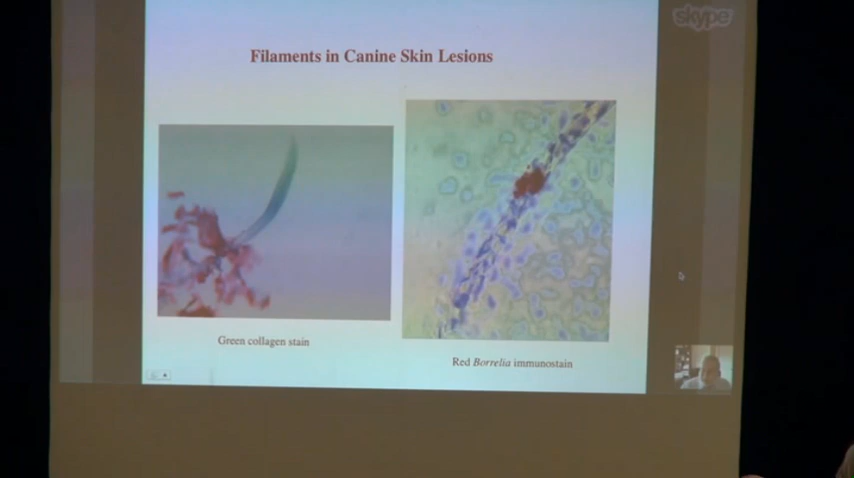 skype
Filaments in Canine Skin Lesions
Green collagen stain
Red Borrelia immunostain